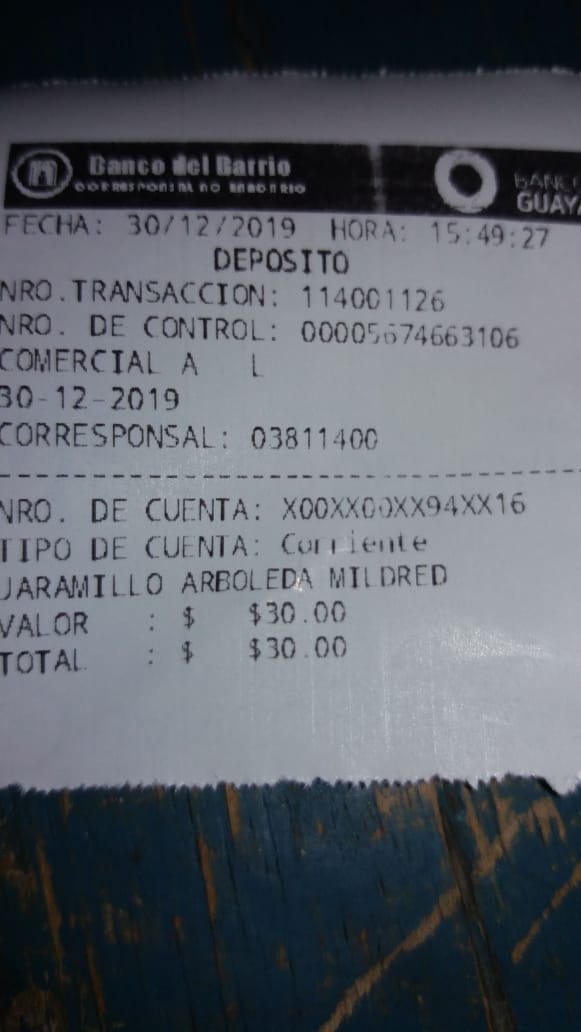 Banco del Barrio
CORRESPONSAL NO BANCARIO
BANCO
GUAYA
FECHA: 30/12/2019 HORA: 15:49:27
DEPOSITO
NRO.TRANSACCION: 114001126
NRO. DE CONTROL: 00005674663106
COMERCIAL A L
30-12-2019
CORRESPONSAL: 03811400
NRO. DE CUENTA: X00XX00XX94XX16
TIPO DE CUENTA: Corriente
JARAMILLO ARBOLEDA MILDRED
VALOR : $ $30.00
TOTAL : $ $30.00